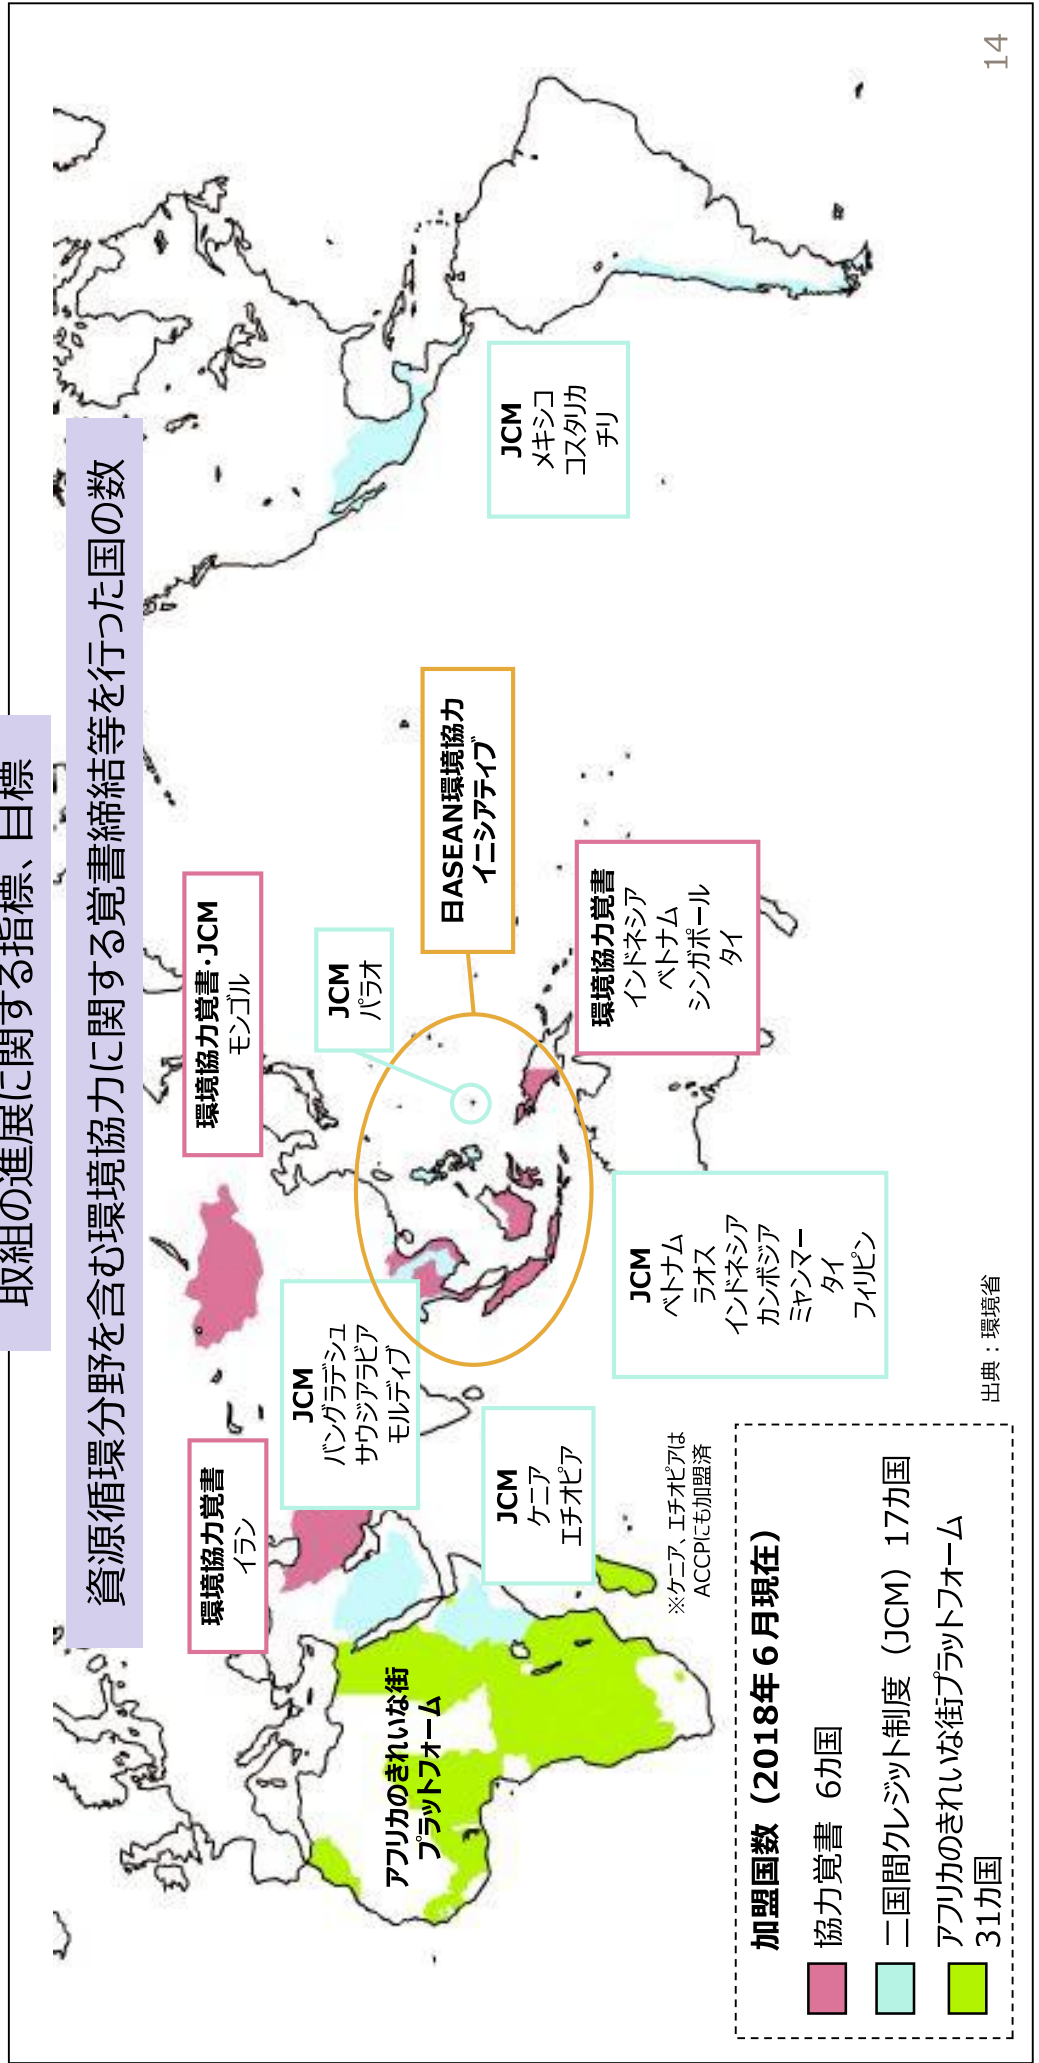 取組の進展に関する指標、目標
資源循環分野を含む環境協力に関する覚書締結等を行った国の数
環境協力覚書
イラン
環境協力覚書・JCM
モンゴル
JCM
バングラデシュ
サウジアラビア
モルディブ
JCM
パラオ
日ASEAN環境協力
イニシアティブ
JCM
メキシコ
コスタリカ
チリ
アフリカのきれいな街
プラットフォーム
JCM
ケニア
エチオピア
※ケニア、エチオピアは
ACCPにも加盟済
JCM
ベトナム
ラオス
インドネシア
カンボジア
ミャンマー
タイ
フィリピン
環境協力覚書
インドネシア
ベトナム
シンガポール
タイ
加盟国数（2018年６月現在）
協力覚書 6カ国
二国間クレジット制度（JCM）17カ国
アフリカのきれいな街プラットフォーム
31カ国
出典：環境省
14